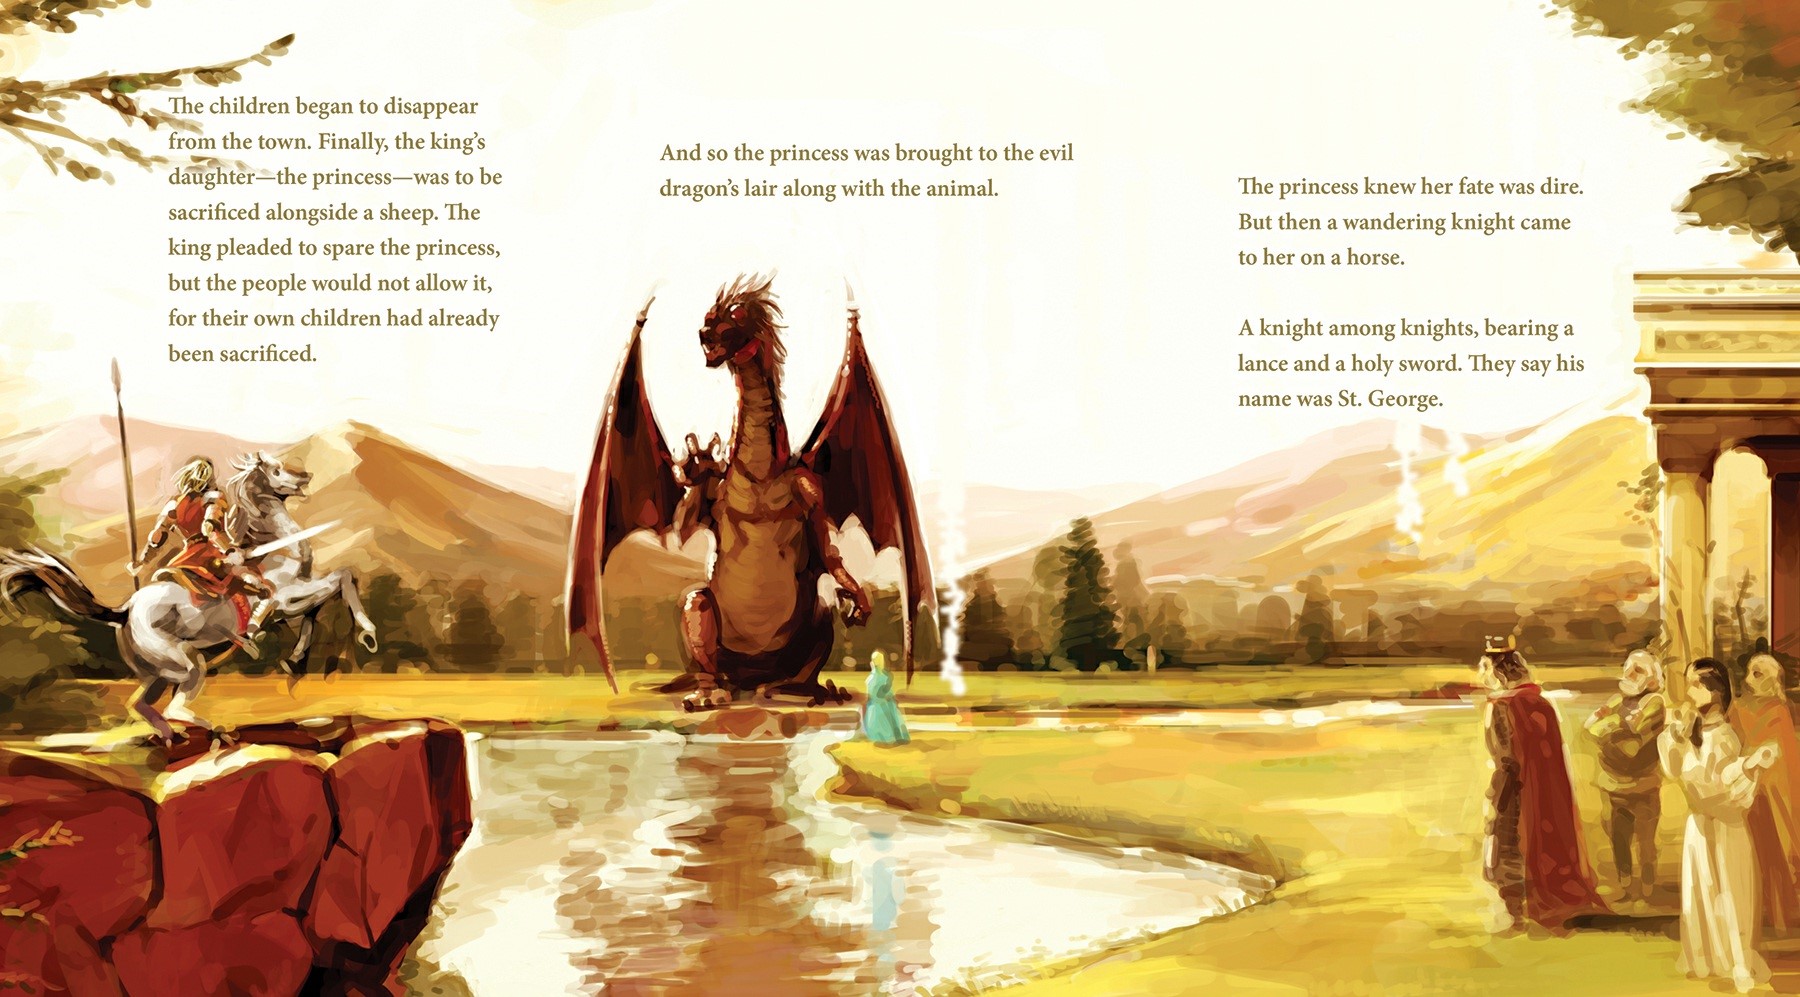 The children began to disappear
from the town. Finally, the king’s
daughter—the princess—was to be
sacrificed alongside a sheep. The
king pleaded to spare the princess,
but the people would not allow it,
for their own children had already
been sacrificed.
And so the princess was brought to the evil
dragon’s lair along with the animal.
The princess knew her fate was dire.
But then a wandering knight came
to her on a horse.
A knight among knights, bearing a
lance and a holy sword. They say his
name was St. George.